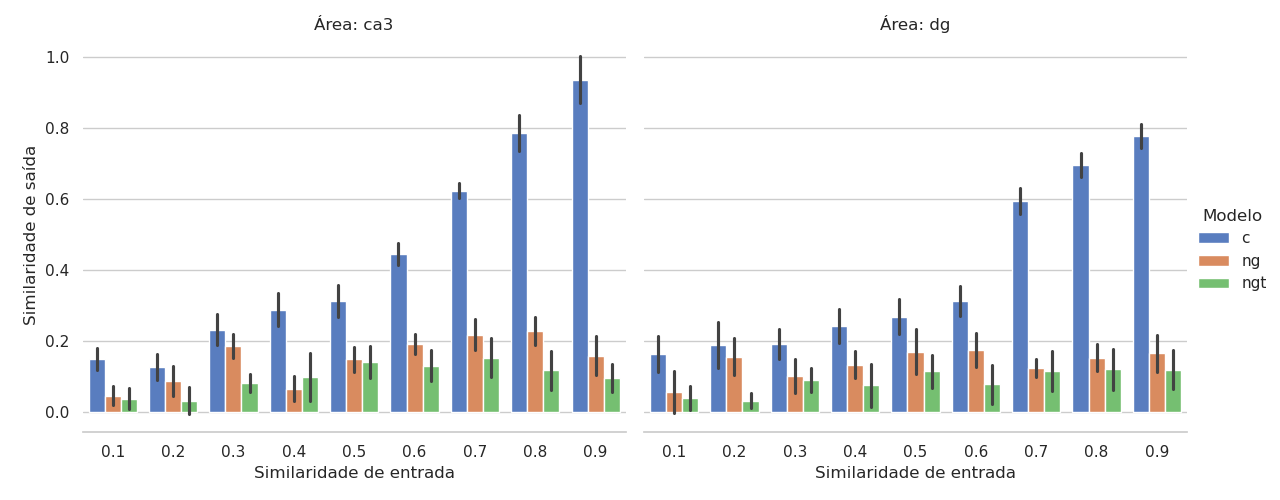 Área: ca3
Área: dg
Similaridade de saída
1.0
0.8
0.6
0.4
0.2
0.0
0.1 0.2 0.3 0.4 0.5 0.6 0.7 0.8 0.9
Similaridade de entrada
0.1 0.2 0.3 0.4 0.5 0.6 0.7 0.8 0.9
Similaridade de entrada
Modelo
c
ng
ngt